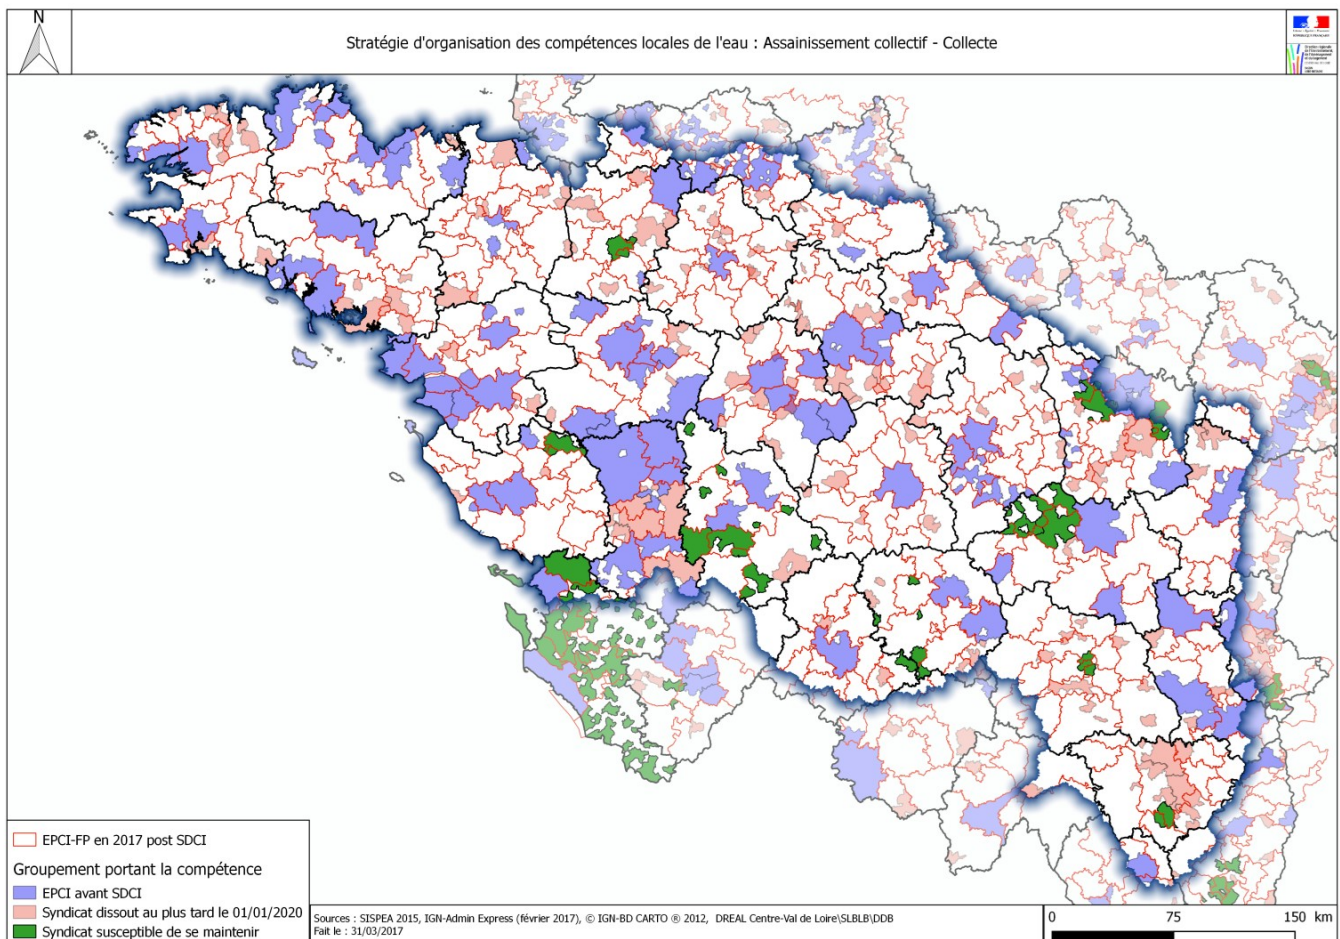 N
Stratégie d'organisation des compétences locales de l'eau : Assainissement collectif - Collecte
EPCI-FP en 2017 post SDCI
Groupement portant la compétence
EPCI avant SDCI
Syndicat dissout au plus tard le 01/01/2020
Syndicat susceptible de se maintenir
Sources : SISPEA 2015, IGN-Admin Express (février 2017), © IGN-BD CARTO ® 2012, DREAL Centre-Val de Loire\SLBLB\DDB
Fait le : 31/03/2017
0 75 150 km